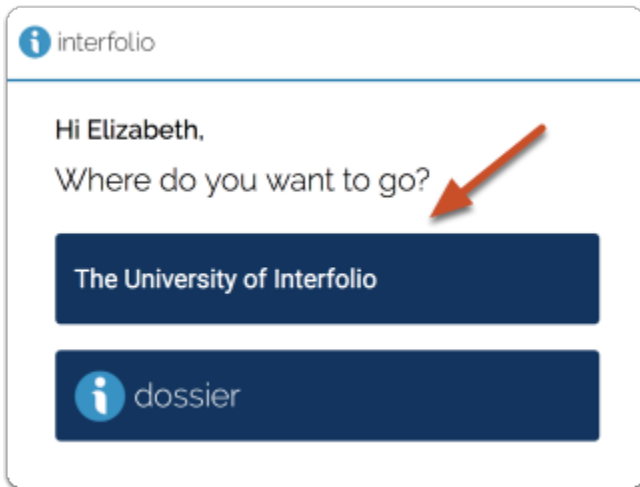 interfolio
Hi Elizabeth,
Where do you want to go?
The University of Interfolio
dossier